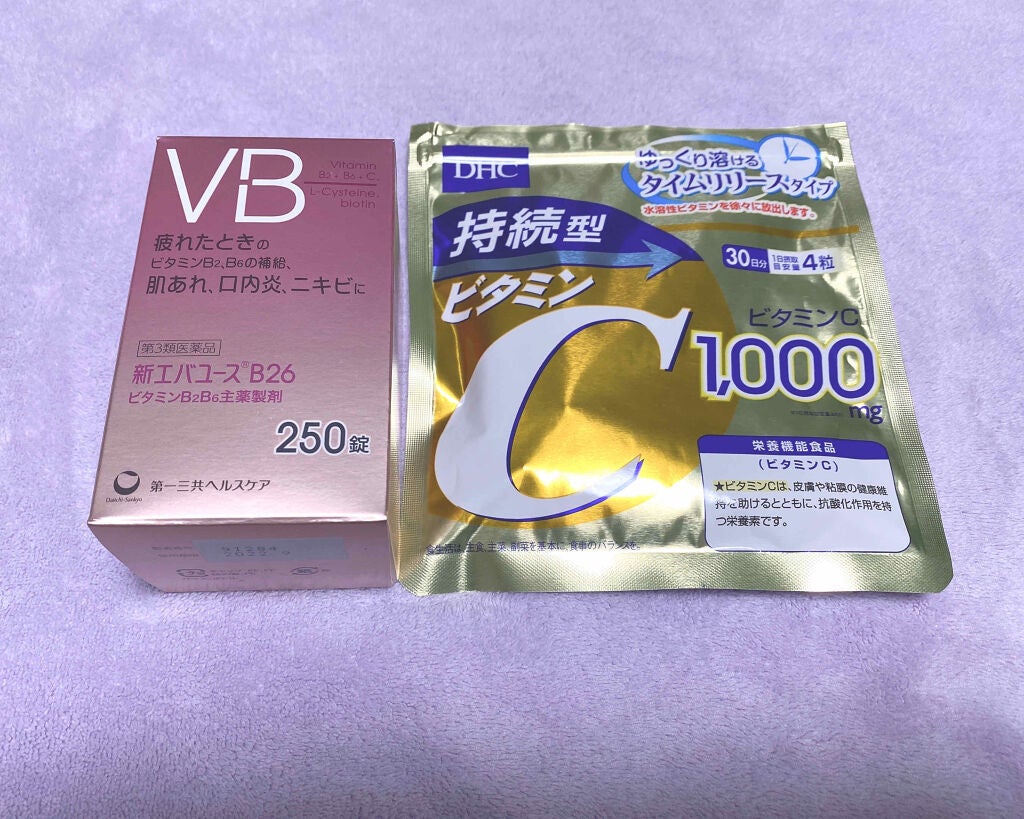 VB
Vitamin
B2 + B6 + C,
L-Cysteine,
biotin
疲れたときの
ビタミンB2、B6の補給、
肌あれ、口内炎、ニキビに
第3類医薬品
新エバユース®B26
ビタミンB2B6主薬製剤
250錠
Daiichi-Sankyo
第一三共ヘルスケア
91284
2022.9
DHC
ゆっくり溶ける
タイムリリースタイプ
水溶性ビタミンを徐々に放出します。
持続型
30日分 1日摂取目安量 4粒
ビタミン
C
ビタミンC
1,000
mg
栄養機能食品
(ビタミンC)
★ビタミンCは、皮膚や粘膜の健康維
持を助けるとともに、抗酸化作用を持
つ栄養素です。
食生活は、主食、主菜、副菜を基本に、食事のバランスを。